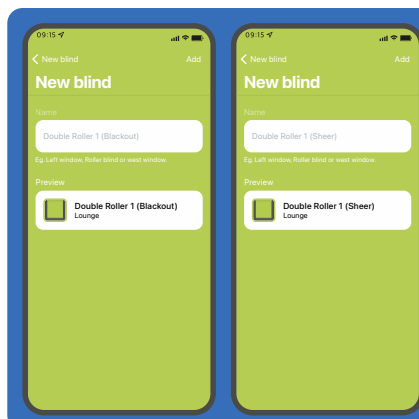 09:15
New blind Add
New blind
Name
Double Roller 1 (Blackout)
Eg. Left window, Roller blind or west window.
Preview
Double Roller 1 (Blackout)
Lounge
09:15
New blind Add
New blind
Name
Double Roller 1 (Sheer)
Eg. Left window, Roller blind or west window.
Preview
Double Roller 1 (Sheer)
Lounge